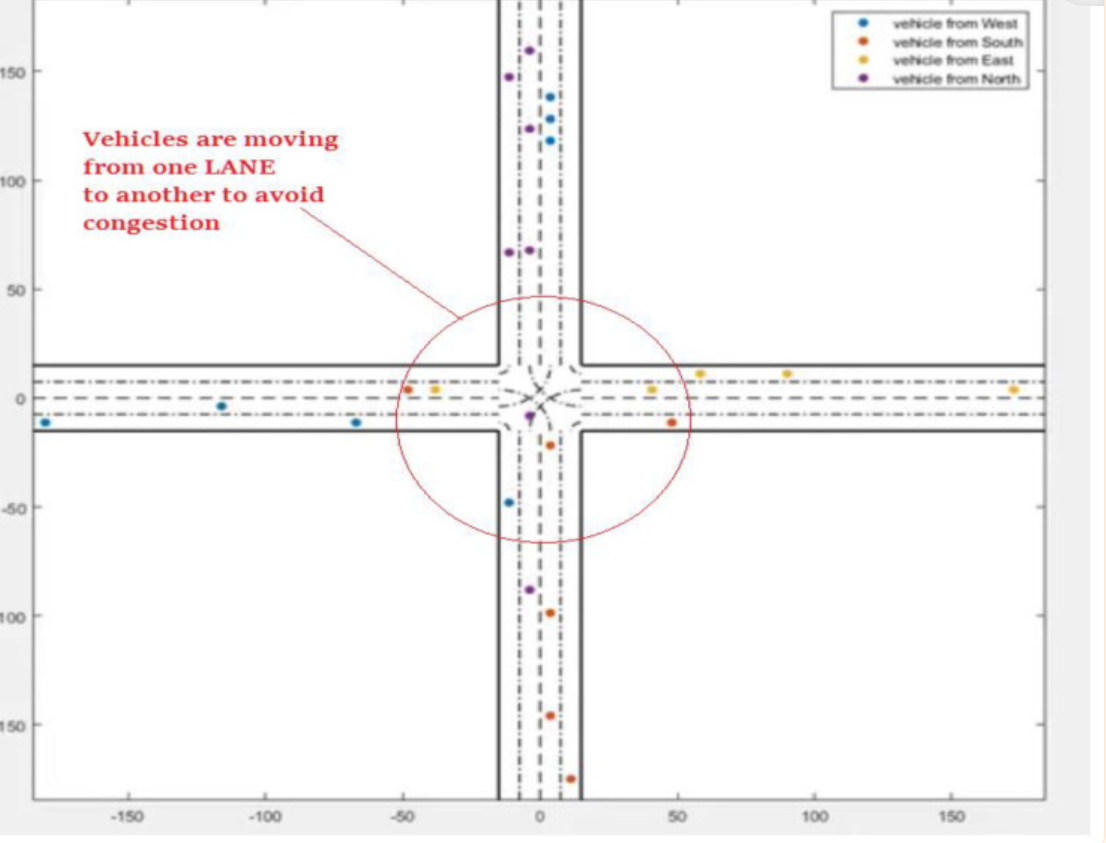 vehicle from West
vehicle from South
vehicle from East
vehicle from North
Vehicles are moving
from one LANE
to another to avoid
congestion
150
100
50
0
-50
100
150
-150
-100
-50
0
50
100
150